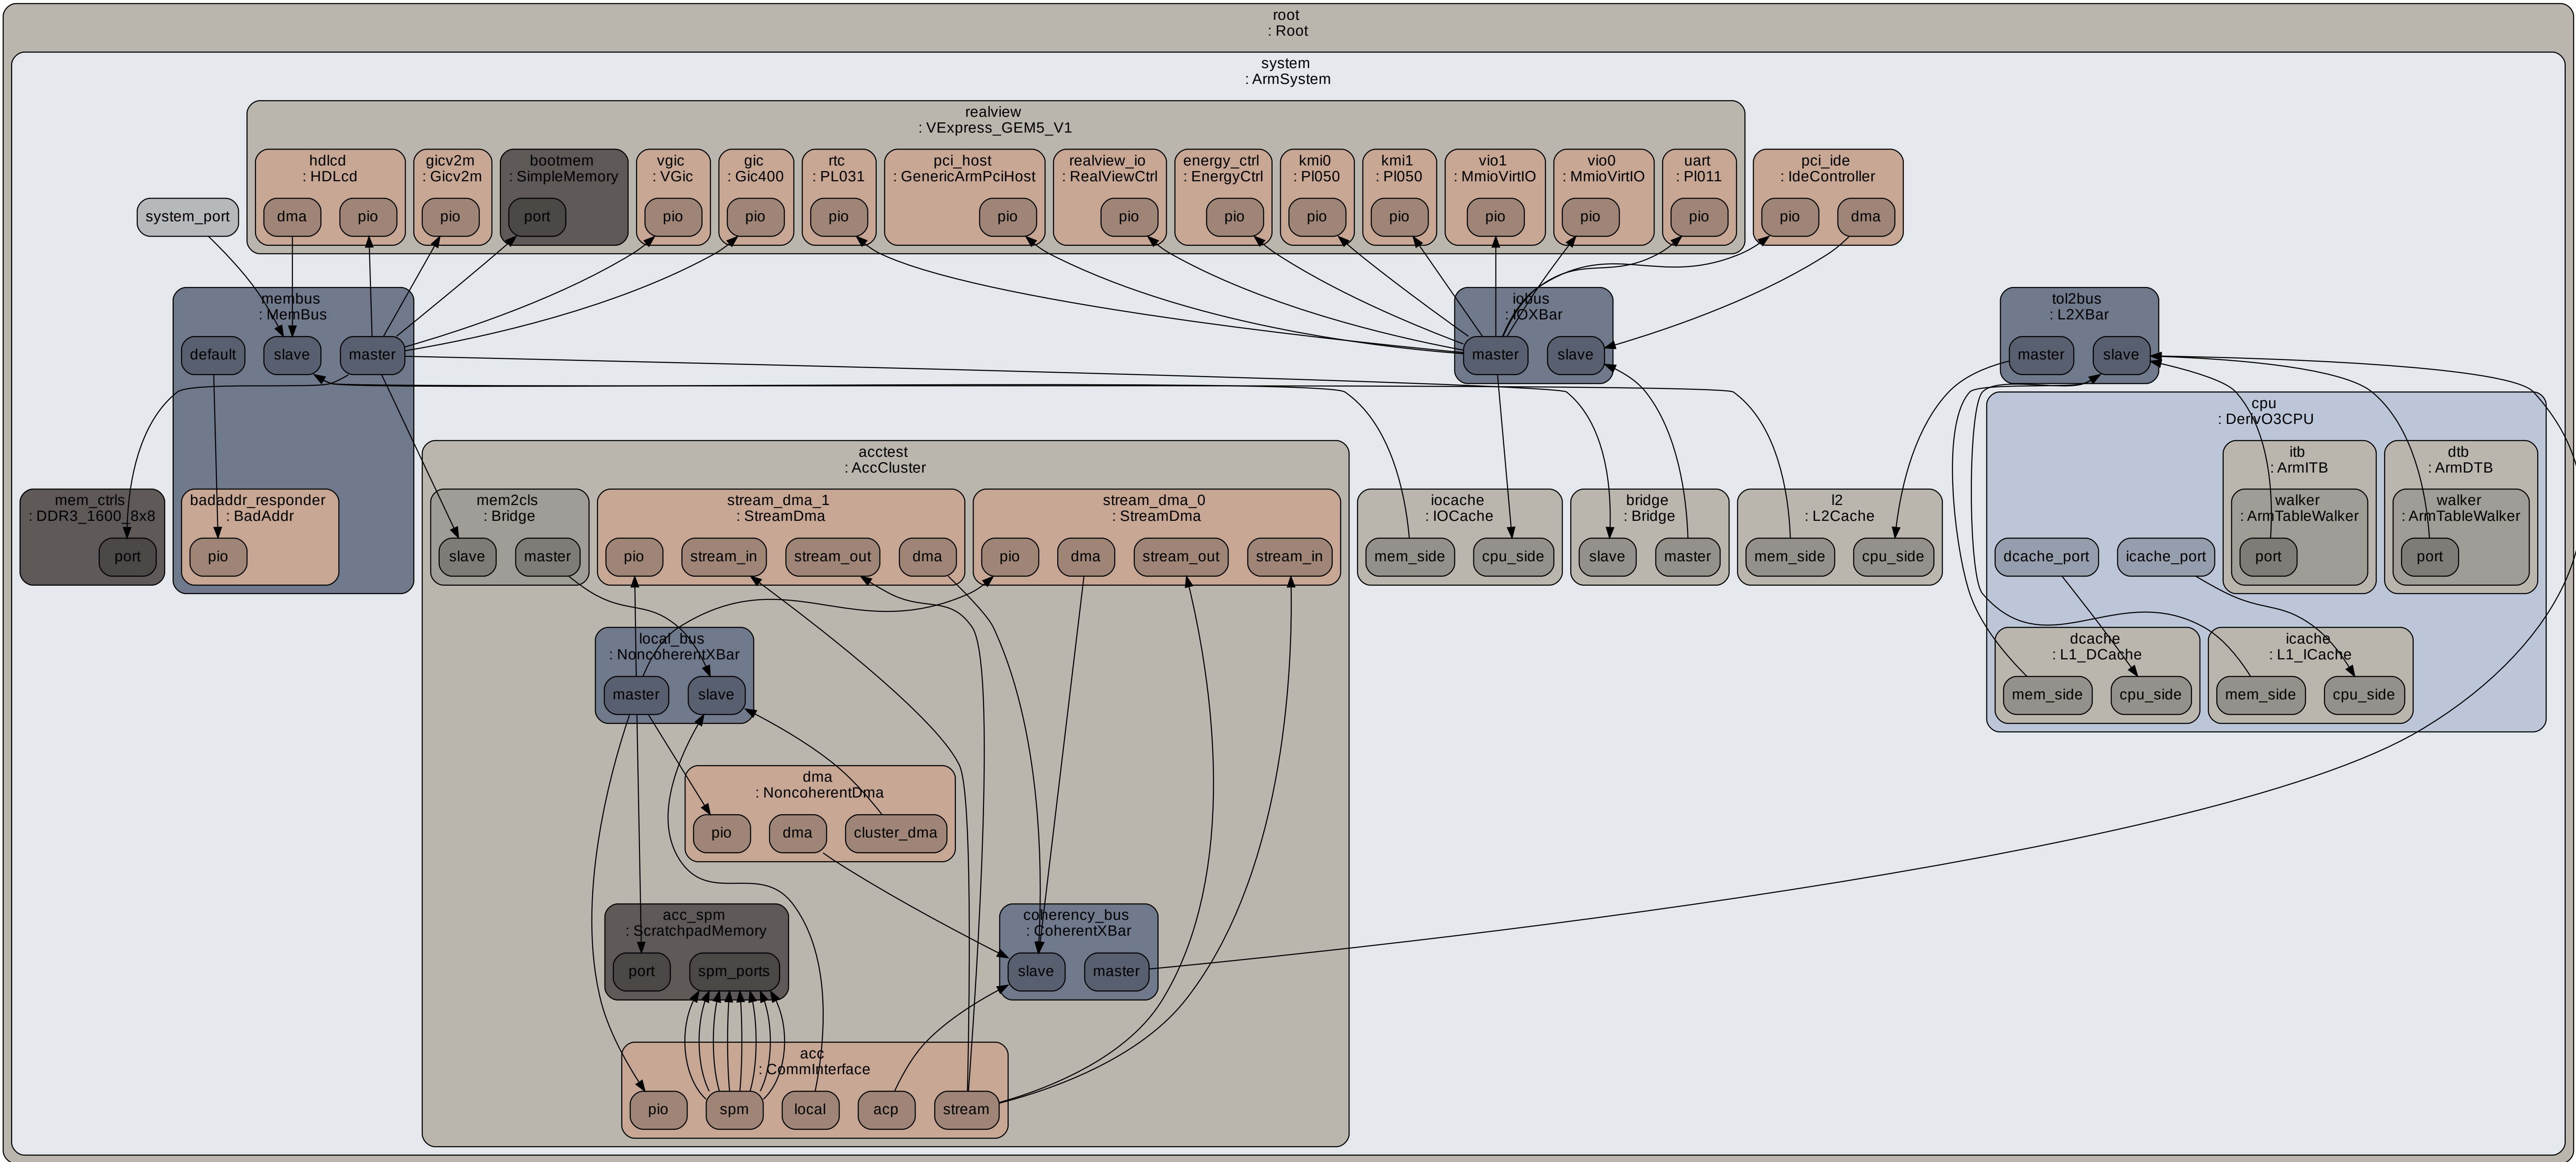 root
: Root
system
: ArmSystem
realview
: VExpress_GEM5_V1
hdlcd
: HDLcd
dma
pio
gicv2m
: Gicv2m
pio
bootmem
: SimpleMemory
port
vgic
: VGic
pio
gic
: Gic400
pio
rtc
: PL031
pio
pci_host
: GenericArmPciHost
pio
realview_io
: RealViewCtrl
pio
energy_ctrl
: EnergyCtrl
pio
kmi0
: Pl050
pio
kmi1
: Pl050
pio
vio1
: MmioVirtIO
pio
vio0
: MmioVirtIO
pio
uart
: Pl011
pio
pci_ide
: IdeController
pio
dma
system_port
membus
: MemBus
default
slave
master
badaddr_responder
: BadAddr
pio
iobus
: IOXBar
master
slave
tol2bus
: L2XBar
master
slave
mem_ctrls
: DDR3_1600_8x8
port
acctest
: AccCluster
mem2cls
: Bridge
slave
master
stream_dma_1
: StreamDma
pio
stream_in
stream_out
dma
stream_dma_0
: StreamDma
pio
dma
stream_out
stream_in
local_bus
: NoncoherentXBar
master
slave
dma
: NoncoherentDma
pio
dma
cluster_dma
acc_spm
: ScratchpadMemory
port
spm_ports
coherency_bus
: CoherentXBar
slave
master
acc
: CommInterface
pio
spm
local
acp
stream
iocache
: IOCache
mem_side
cpu_side
bridge
: Bridge
slave
master
l2
: L2Cache
mem_side
cpu_side
cpu
: DerivO3CPU
dcache_port
icache_port
itb
: ArmITB
walker
: ArmTableWalker
port
dtb
: ArmDTB
walker
: ArmTableWalker
port
dcache
: L1_DCache
mem_side
cpu_side
icache
: L1_ICache
mem_side
cpu_side